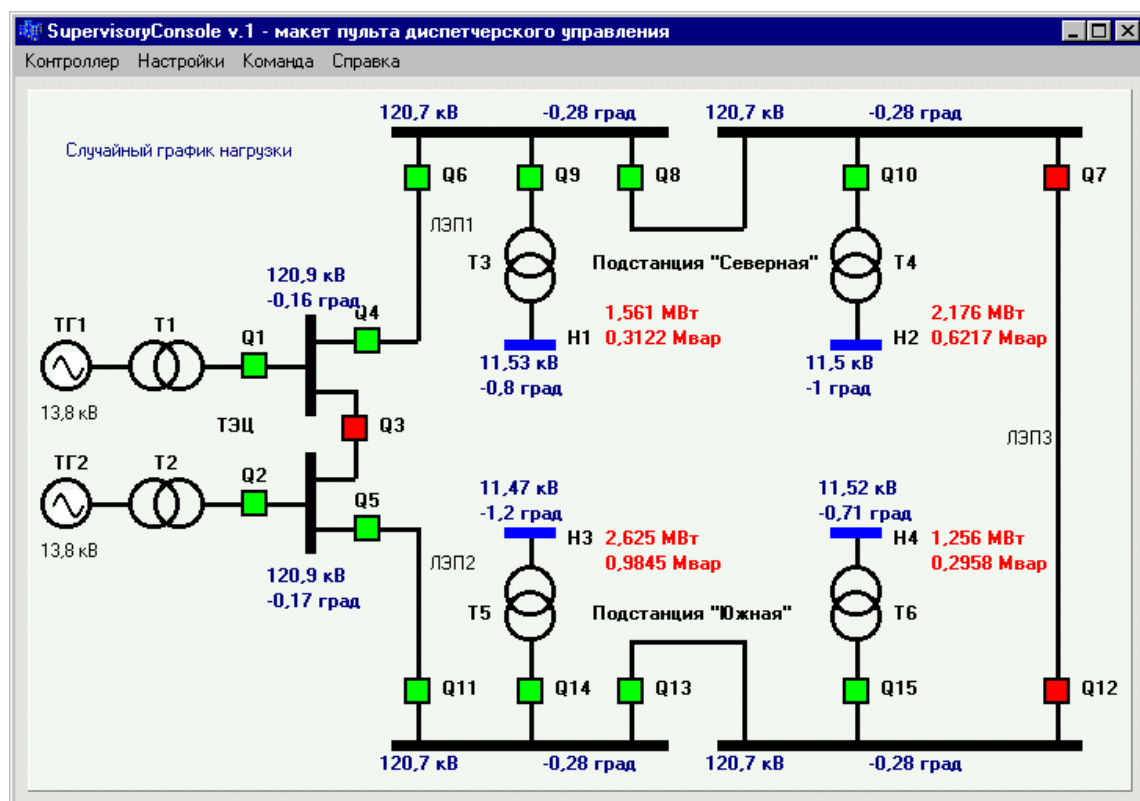 SupervisoryConsole v.1 - макет пульта диспетчерского управления
Контроллер Настройки Команда Справка
120,7 кВ -0,28 град 120,7 кВ -0,28 град
Случайный график нагрузки
Q6 Q9 Q8 Q10 Q7
ЛЭП1
Т3 Подстанция "Северная" Т4
120,9 кВ
-0,16 град
Q4
1,561 МВт 2,176 МВт
ТГ1 Т1 Q1 Н1 0,3122 Мвар Н2 0,6217 Мвар
11,53 кВ 11,5 кВ
-0,8 град -1 град
13,8 кВ
ТЭЦ Q3
ЛЭП3
ТГ2 Т2 Q2
11,47 кВ 11,52 кВ
Q5 -1,2 град -0,71 град
Н3 2,625 МВт Н4 1,256 МВт
13,8 кВ
ЛЭП2 0,9845 Мвар 0,2958 Мвар
120,9 кВ
-0,17 град
Т5 Подстанция "Южная" Т6
Q11 Q14 Q13 Q15 Q12
120,7 кВ -0,28 град 120,7 кВ -0,28 град